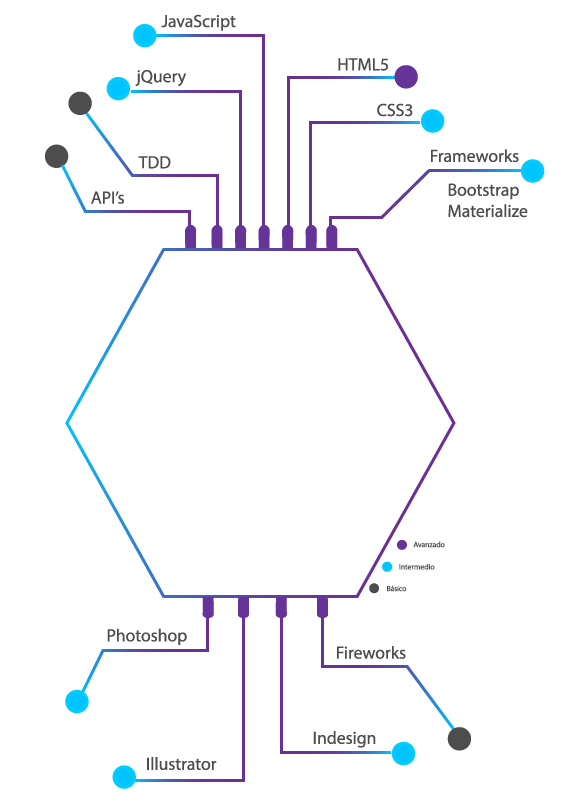 JavaScript
HTML5
jQuery
CSS3
Frameworks
TDD
Bootstrap
Materialize
API's
Avanzado
Intermedio
Básico
Photoshop
Fireworks
Indesign
Illustrator